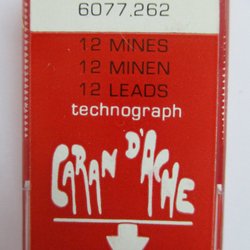 6077.262
12 MINES
12 MINEN
12 LEADS
technograph
CARAN D'ACHE